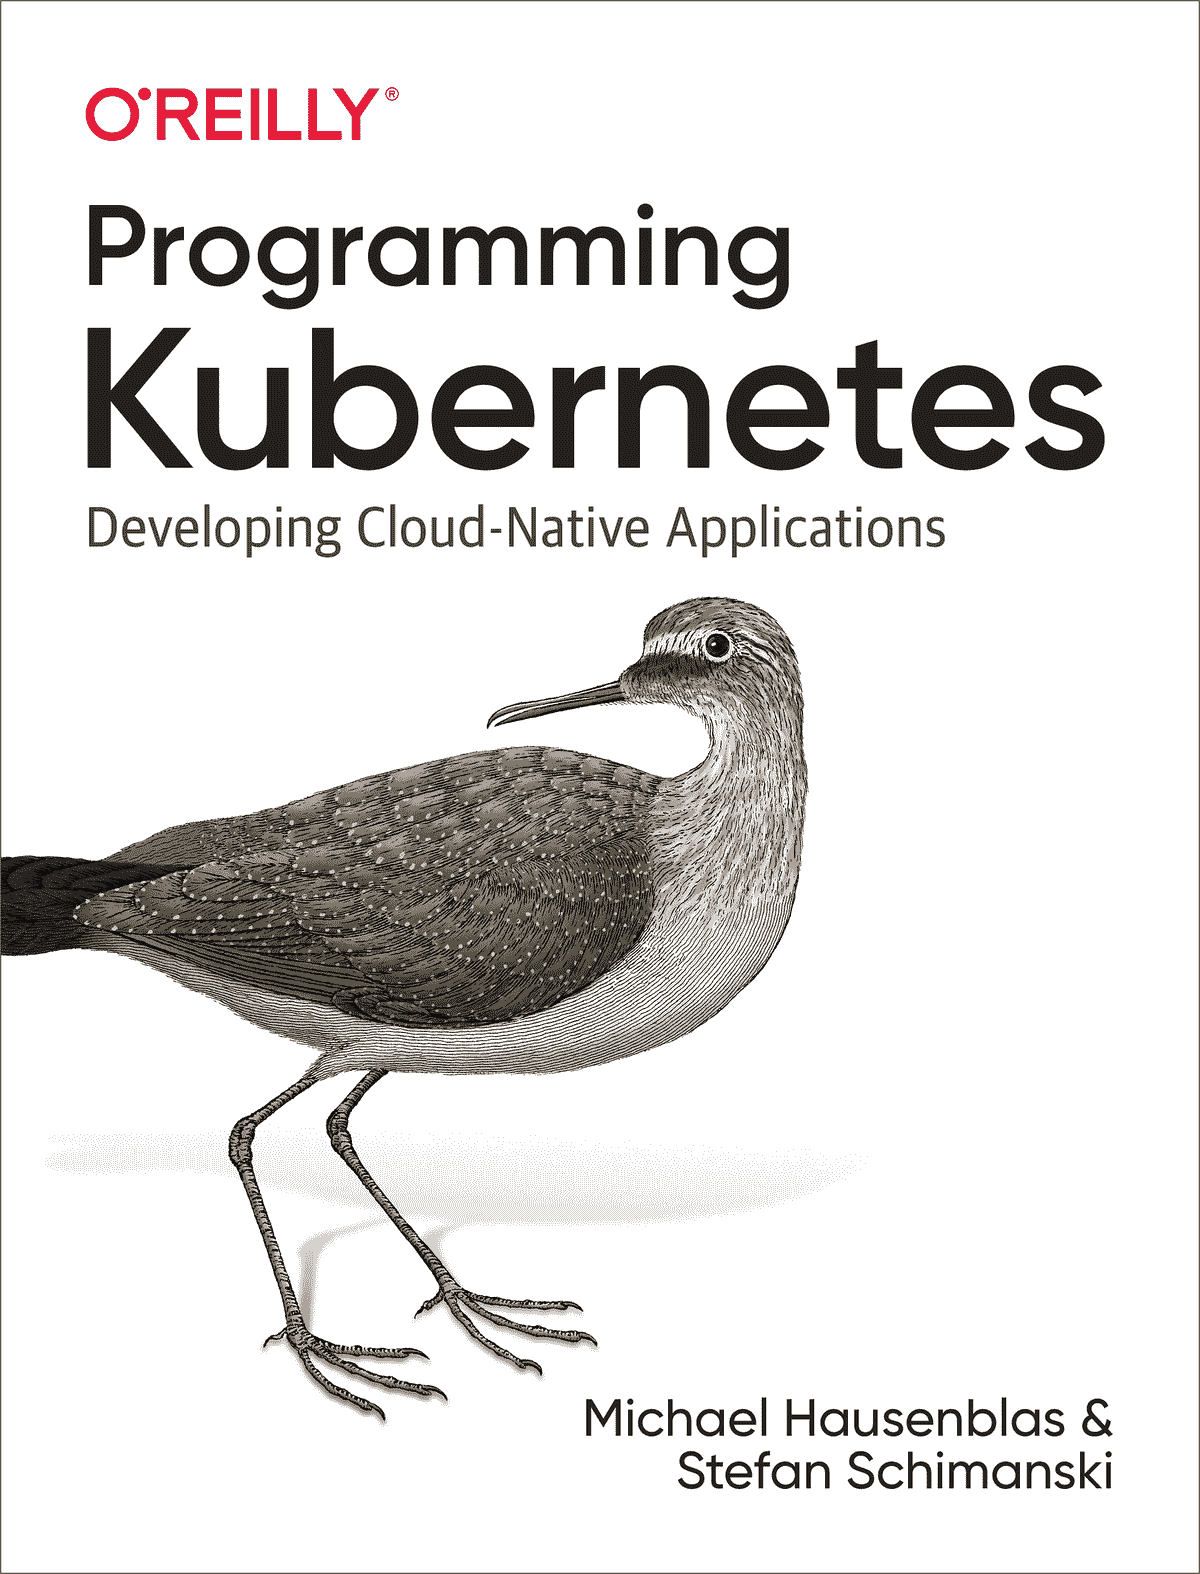 O'REILLY®
Programming
Kubernetes
Developing Cloud-Native Applications
Michael Hausenblas &
Stefan Schimanski